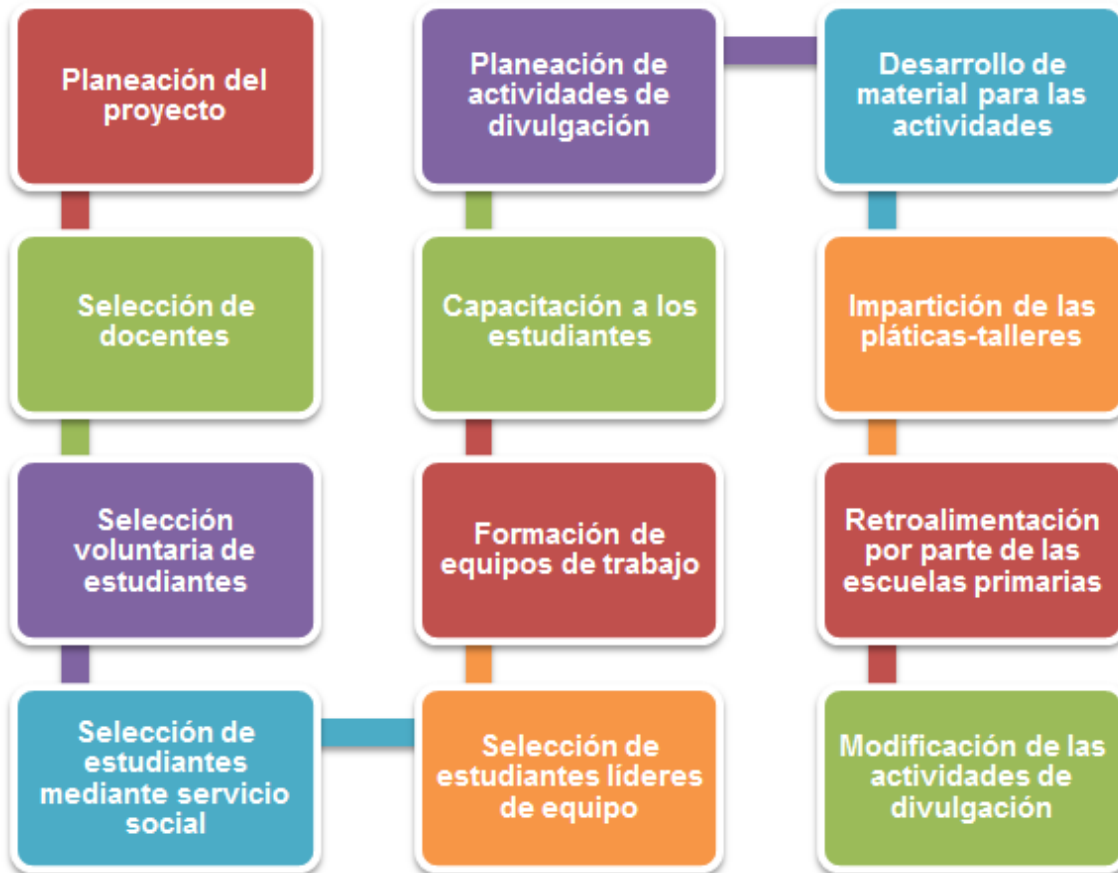 Planeación del
proyecto
Selección de
docentes
Selección
voluntaria de
estudiantes
Selección de
estudiantes
mediante servicio
social
Selección de
estudiantes líderes
de equipo
Formación de
equipos de trabajo
Capacitación a los
estudiantes
Planeación de
actividades de
divulgación
Desarrollo de
material para las
actividades
Impartición de las
pláticas-talleres
Retroalimentación
por parte de las
escuelas primarias
Modificación de las
actividades de
divulgación